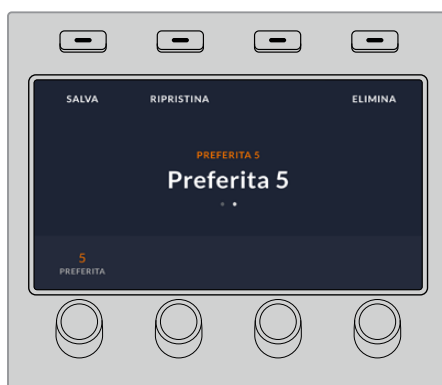 SALVA RIPRISTINA ELIMINA
PREFERITA 5
Preferita 5
5
PREFERITA